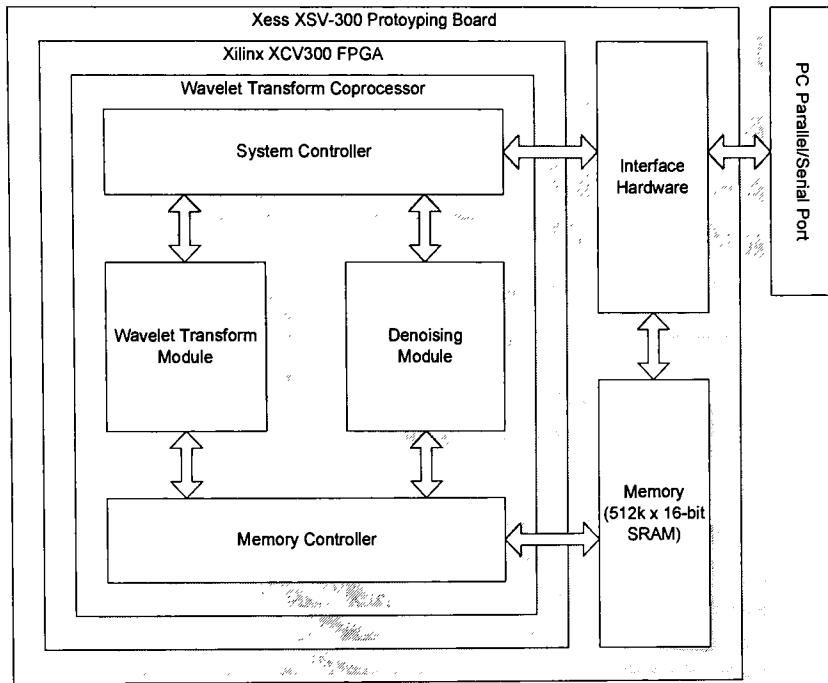 Xess XSV-300 Protoyping Board
Xilinx XCV300 FPGA
Wavelet Transform Coprocessor
System Controller
Interface
Hardware
PC Parallel/Serial Port
Wavelet Transform
Module
Denoising
Module
Memory
(512k x 16-bit
SRAM)
Memory Controller